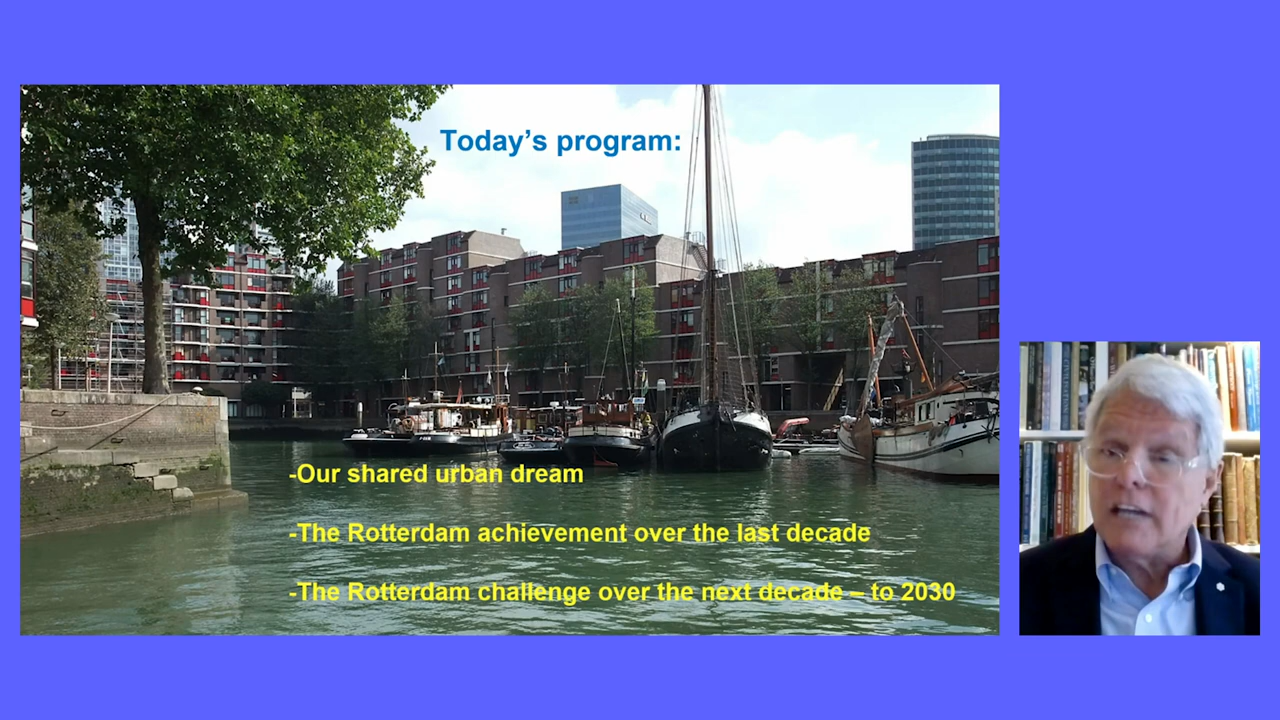 Today’s program:
-Our shared urban dream
-The Rotterdam achievement over the last decade
-The Rotterdam challenge over the next decade – to 2030